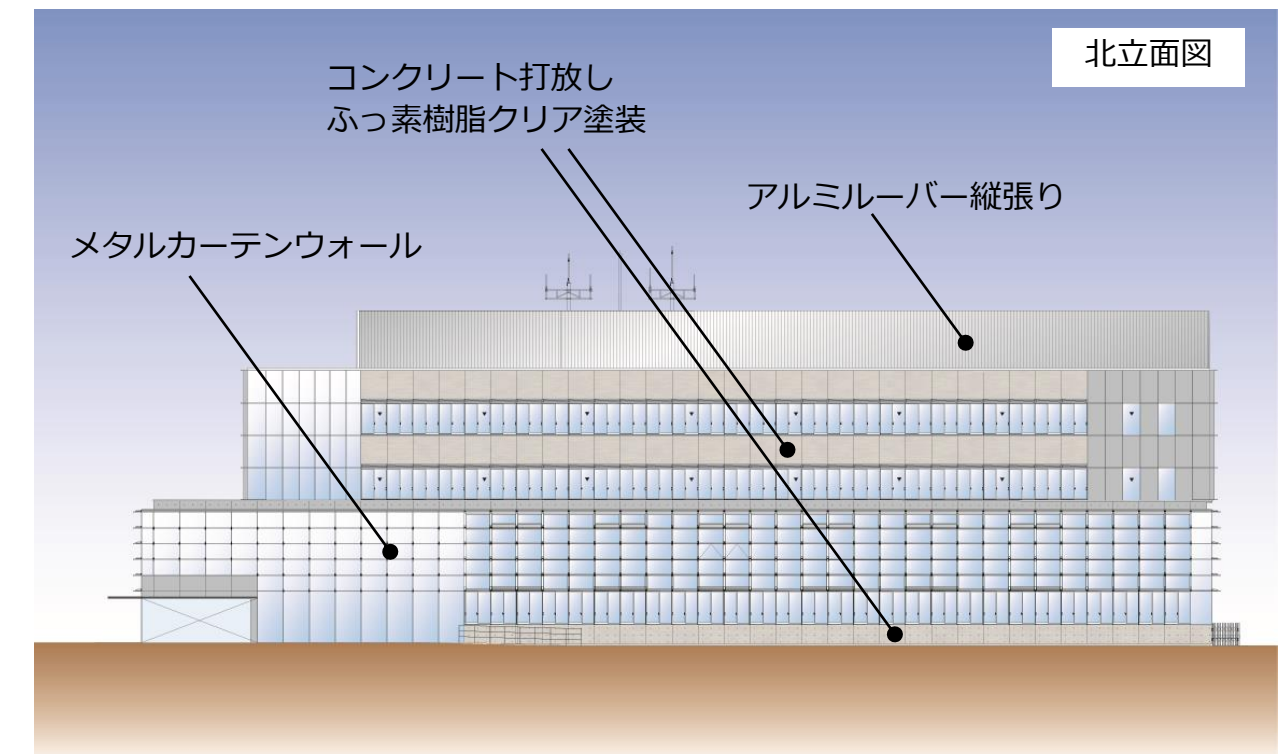 北立面図
コンクリート打放し
ふっ素樹脂クリア塗装
アルミルーバー縦張り
メタルカーテンウォール